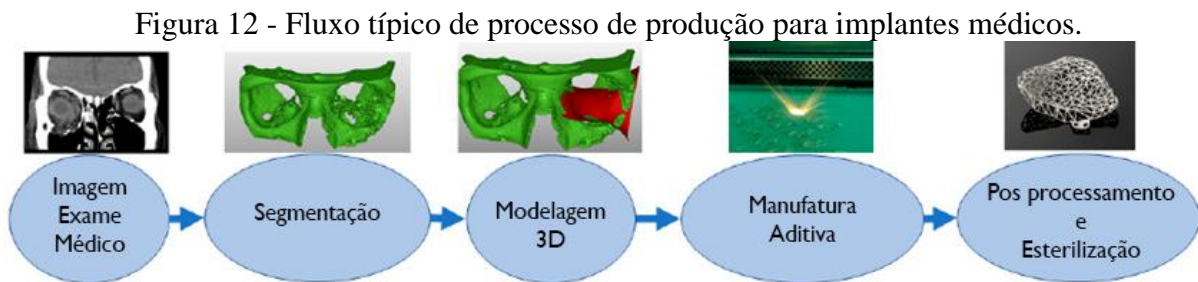 Figura 12 - Fluxo típico de processo de produção para implantes médicos.
Imagem
Exame
Médico
Segmentação
Modelagem
3D
Manufatura
Aditiva
Pos processamento
e
Esterilização